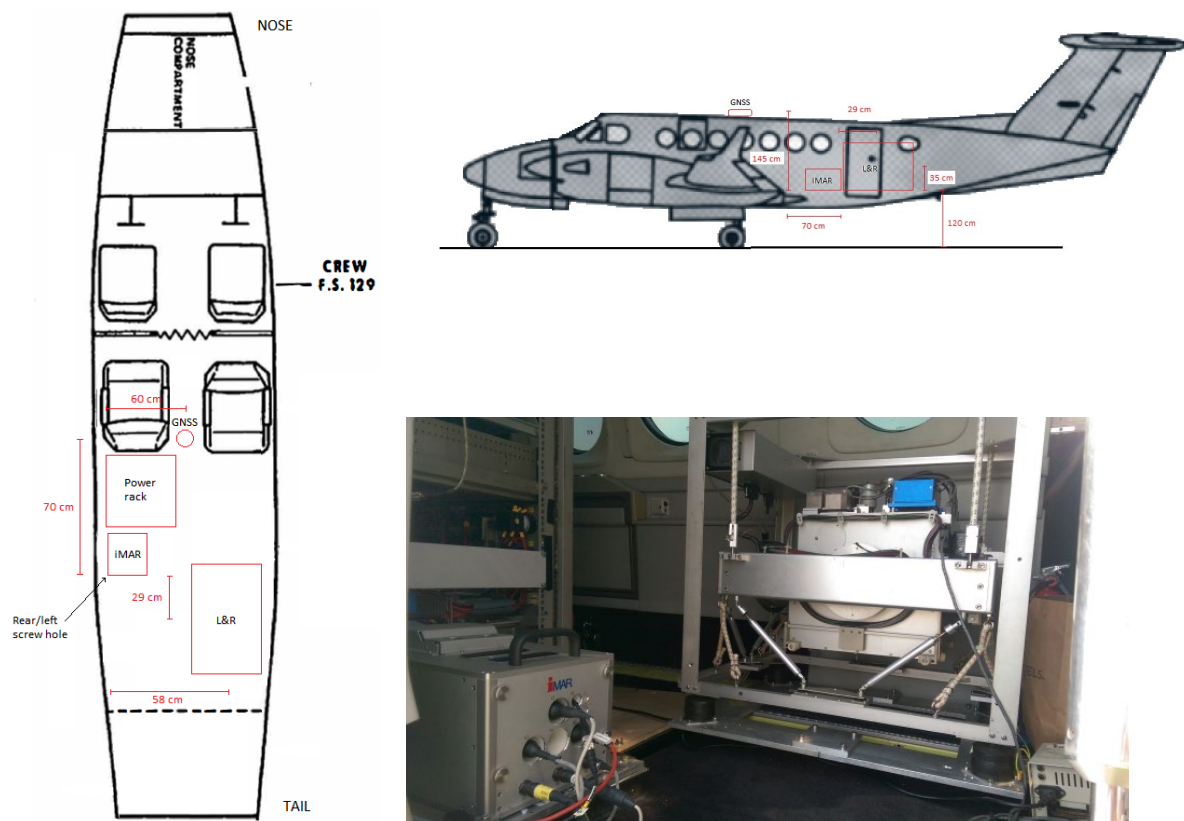 NOSE
NOSE
COMPARTMENT
CREW
F.S. 129
60 cm
GNSS
Power
rack
70 cm
iMAR
29 cm
Rear/left
screw hole
L&R
58 cm
TAIL
GNSS
29 cm
145 cm
iMAR
L&R
35 cm
70 cm
120 cm
iMAR